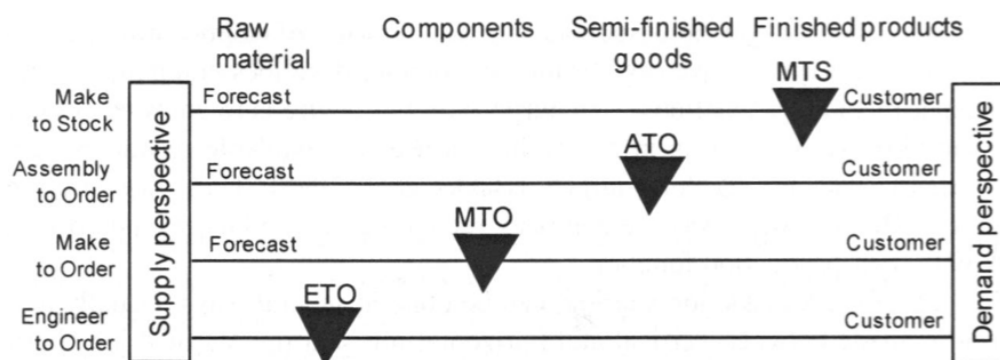 Raw
material
Components
Semi-finished
goods
Finished products
MTS
Make
to Stock
Forecast
Customer
ATO
Assembly
to Order
Forecast
Customer
MTO
Make
to Order
Forecast
Customer
ETO
Engineer
to Order
Customer
Supply perspective
Demand perspective